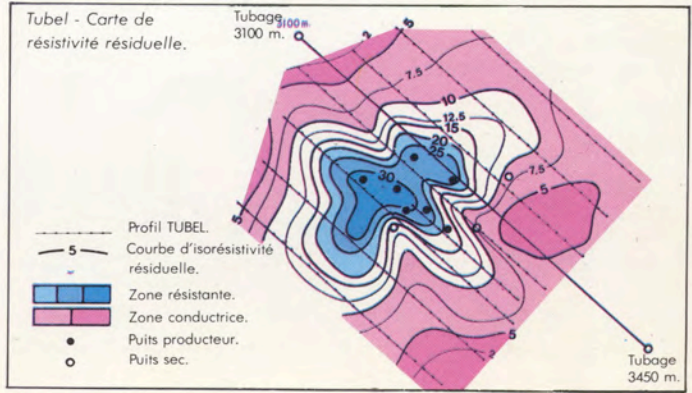 Tubel - Carte de
résistivité résiduelle.
Tubage
3100 m.
3100 m.
2
5
7.5
10
12.5
15
20
25
30
7.5
5
5
5
2
Profil TUBEL.
5
Courbe d'isorésistivité
résiduelle.
Zone résistante.
Zone conductrice.
Puits producteur.
Puits sec.
Tubage
3450 m.